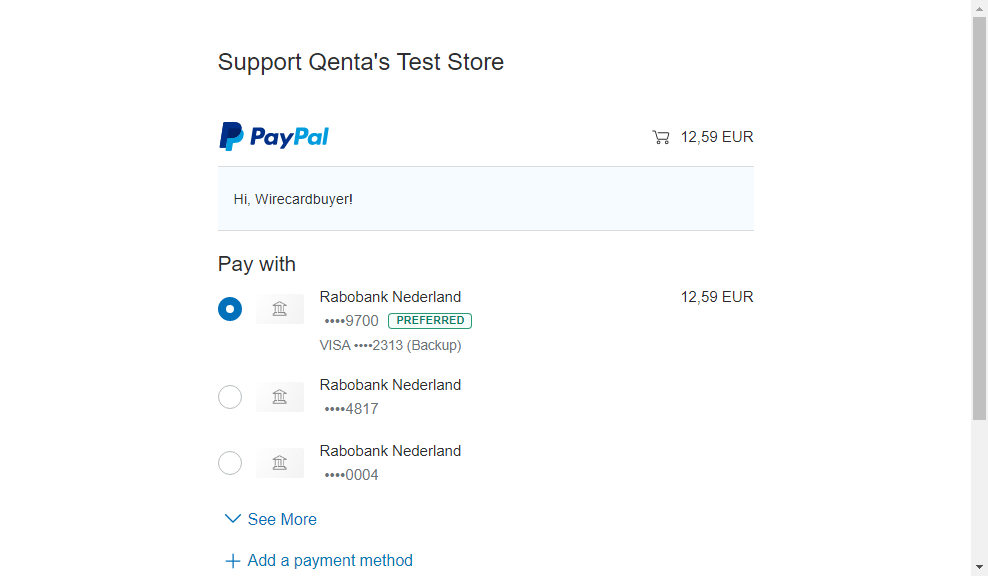 Support Qenta's Test Store
PayPal
12,59 EUR
Hi, Wirecardbuyer!
Pay with
Rabobank Nederland
12,59 EUR
••••9700 PREFERRED
VISA ••••2313 (Backup)
Rabobank Nederland
••••4817
Rabobank Nederland
••••0004
See More
Add a payment method